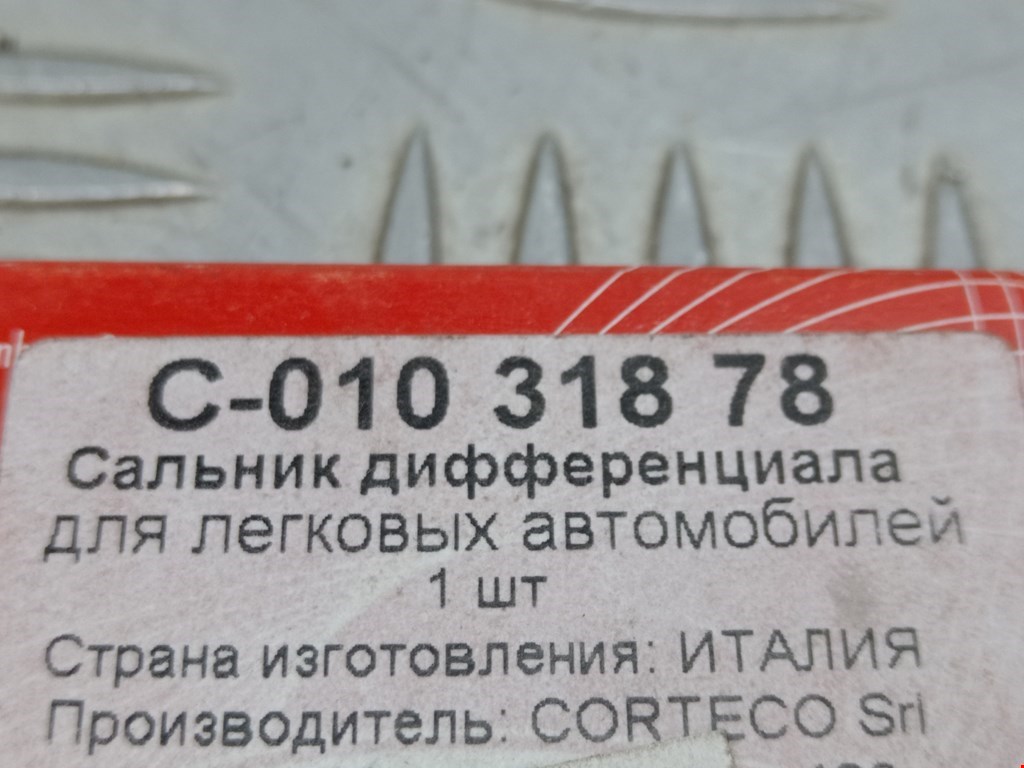 C-010 318 78
Сальник дифференциала
для легковых автомобилей
1 шт
Страна изготовления: ИТАЛИЯ
Производитель: CORTECO Srl